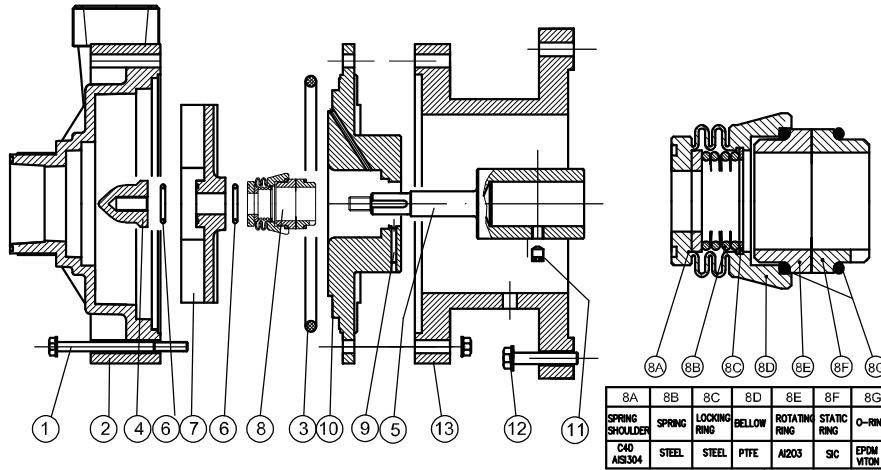 8A 8B 8C 8D 8E 8F
1 2 4 6 7 6 8 3 10 9 5 13 12 11
8A 8B 8C 8D 8E 8F 8G
SPRING SHOULDER SPRING LOCKING RING BELLOW ROTATING RING STATIC RING
C40 AISI304 STEEL STEEL PTFE Al2O3 SIC EPDM VITON